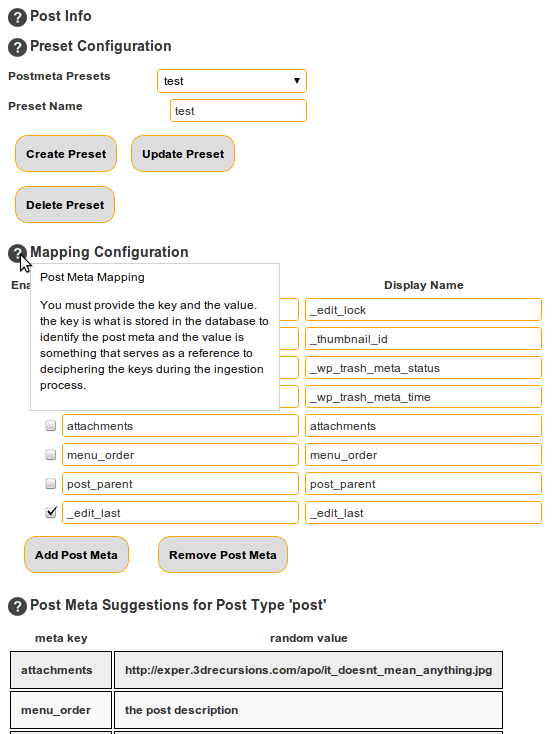 Post Info
Preset Configuration
Postmeta Presets test
Preset Name test
Create Preset Update Preset
Delete Preset
Mapping Configuration
Ena Display Name
Post Meta Mapping
You must provide the key and the value.
the key is what is stored in the database to
identify the post meta and the value is
something that serves as a reference to
deciphering the keys during the ingestion
process.
_edit_lock
_thumbnail_id
_wp_trash_meta_status
_wp_trash_meta_time
attachments attachments
menu_order menu_order
post_parent post_parent
_edit_last _edit_last
Add Post Meta Remove Post Meta
Post Meta Suggestions for Post Type 'post'
meta key random value
attachments http://exper.3drecursions.com/apo/it_doesnt_mean_anything.jpg
menu_order the post description